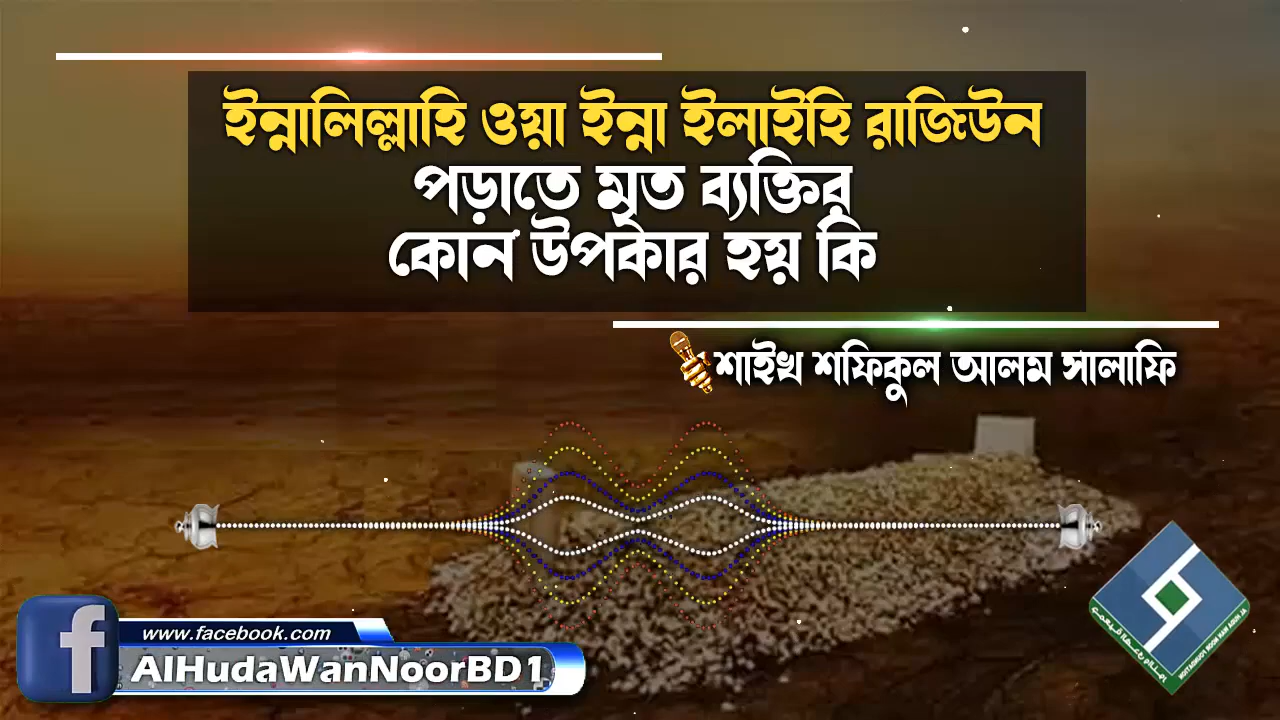 ইন্নালিল্লাহি ওয়া ইন্না ইলাইহি রাজিউন
পড়াতে মৃত ব্যক্তির
কোন উপকার হয় কি
শাইখ শফিকুল আলম সালাফি
www.facebook.com
AlHudaWanNoorBD1